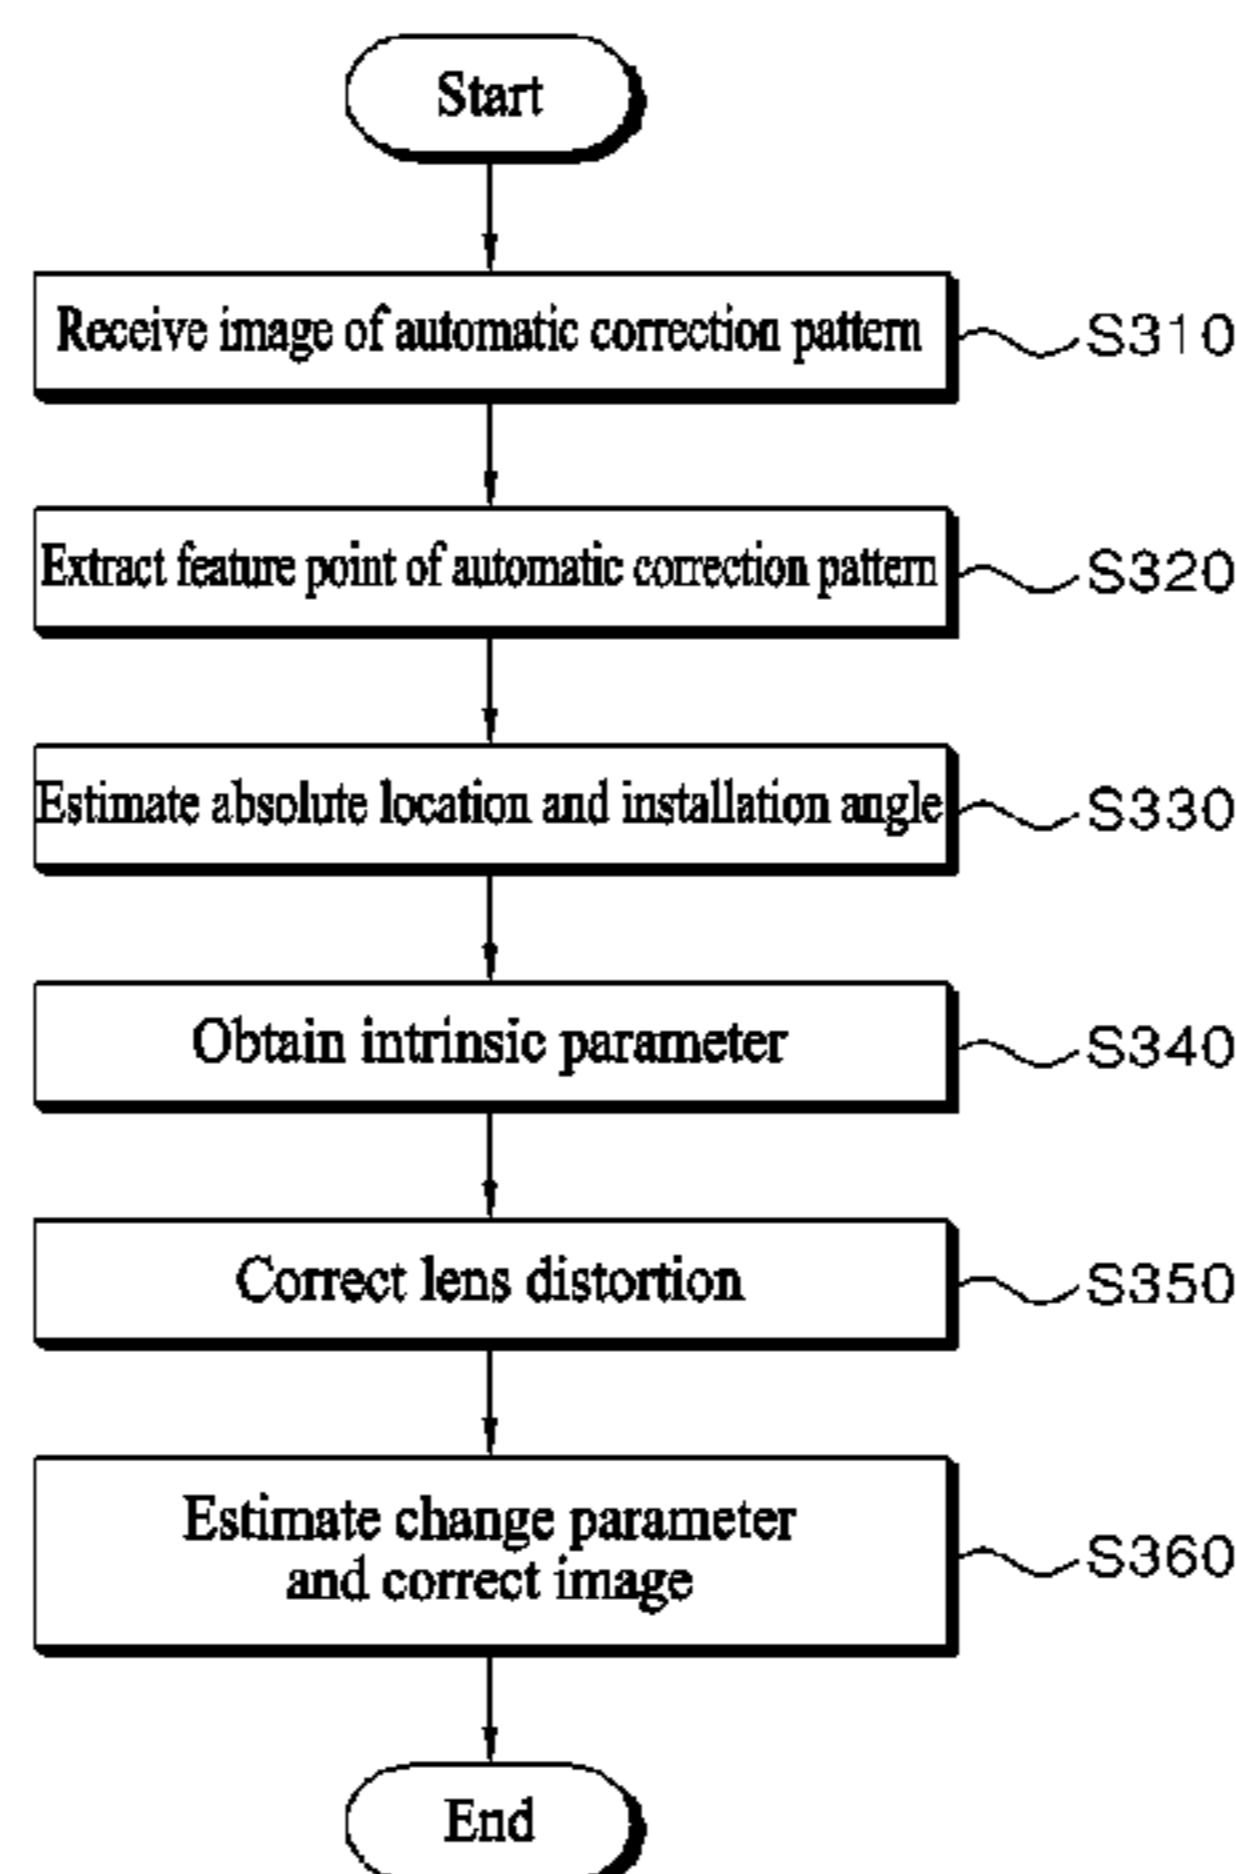 Start
Receive image of automatic correction pattern
S310
Extract feature point of automatic correction pattern
S320
Estimate absolute location and installation angle
S330
Obtain intrinsic parameter
S340
Correct lens distortion
S350
Estimate change parameter
and correct image
S360
End